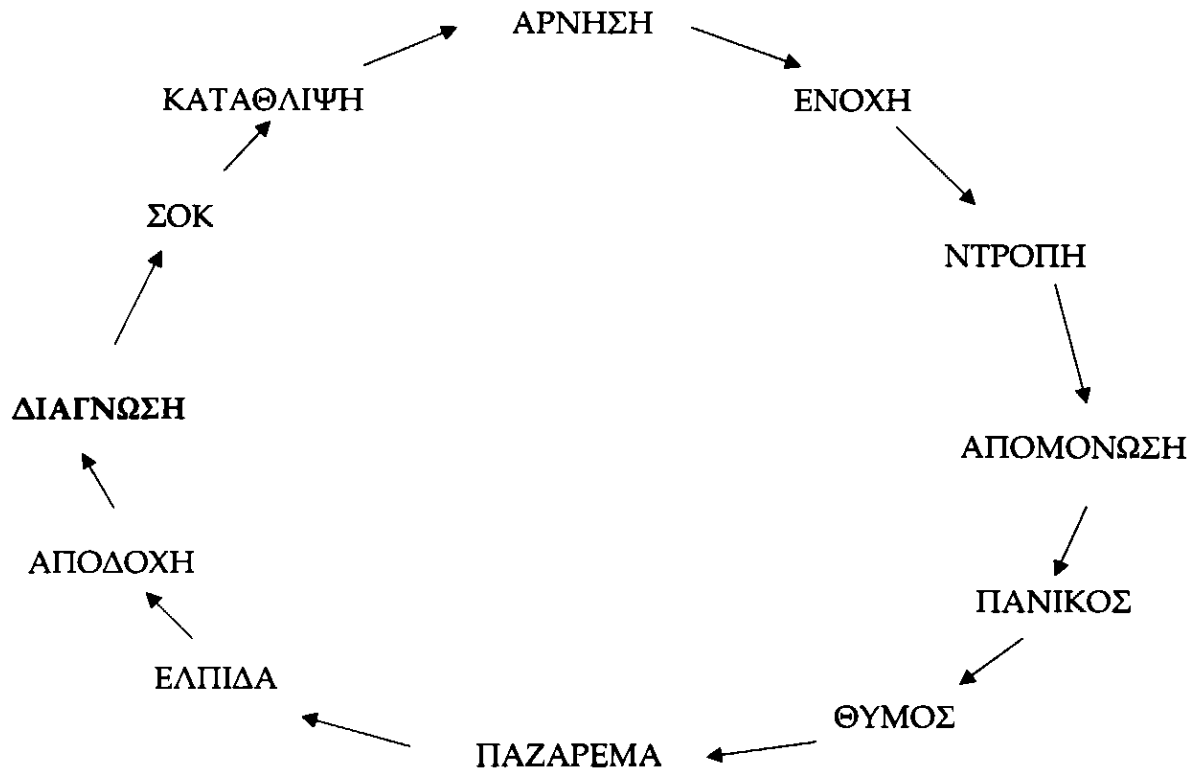 ΑΡΝΗΣΗ
ΚΑΤΑΘΛΙΨΗ
ΕΝΟΧΗ
ΣΟΚ
ΝΤΡΟΠΗ
ΔΙΑΓΝΩΣΗ
ΑΠΟΜΟΝΩΣΗ
ΑΠΟΔΟΧΗ
ΠΑΝΙΚΟΣ
ΕΛΠΙΔΑ
ΘΥΜΟΣ
ΠΑΖΑΡΕΜΑ